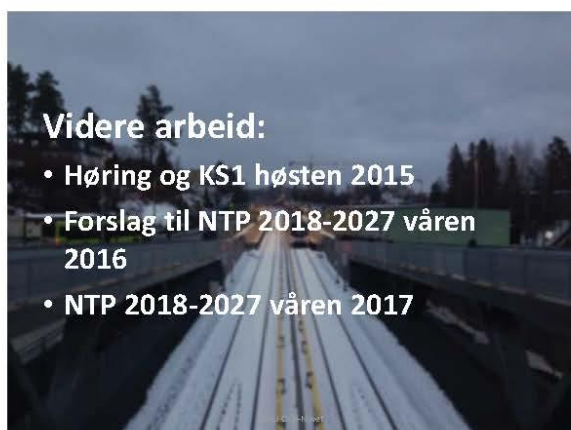 Videre arbeid:
• Høring og KS1 høsten 2015
• Forslag til NTP 2018-2027 våren
2016
• NTP 2018-2027 våren 2017